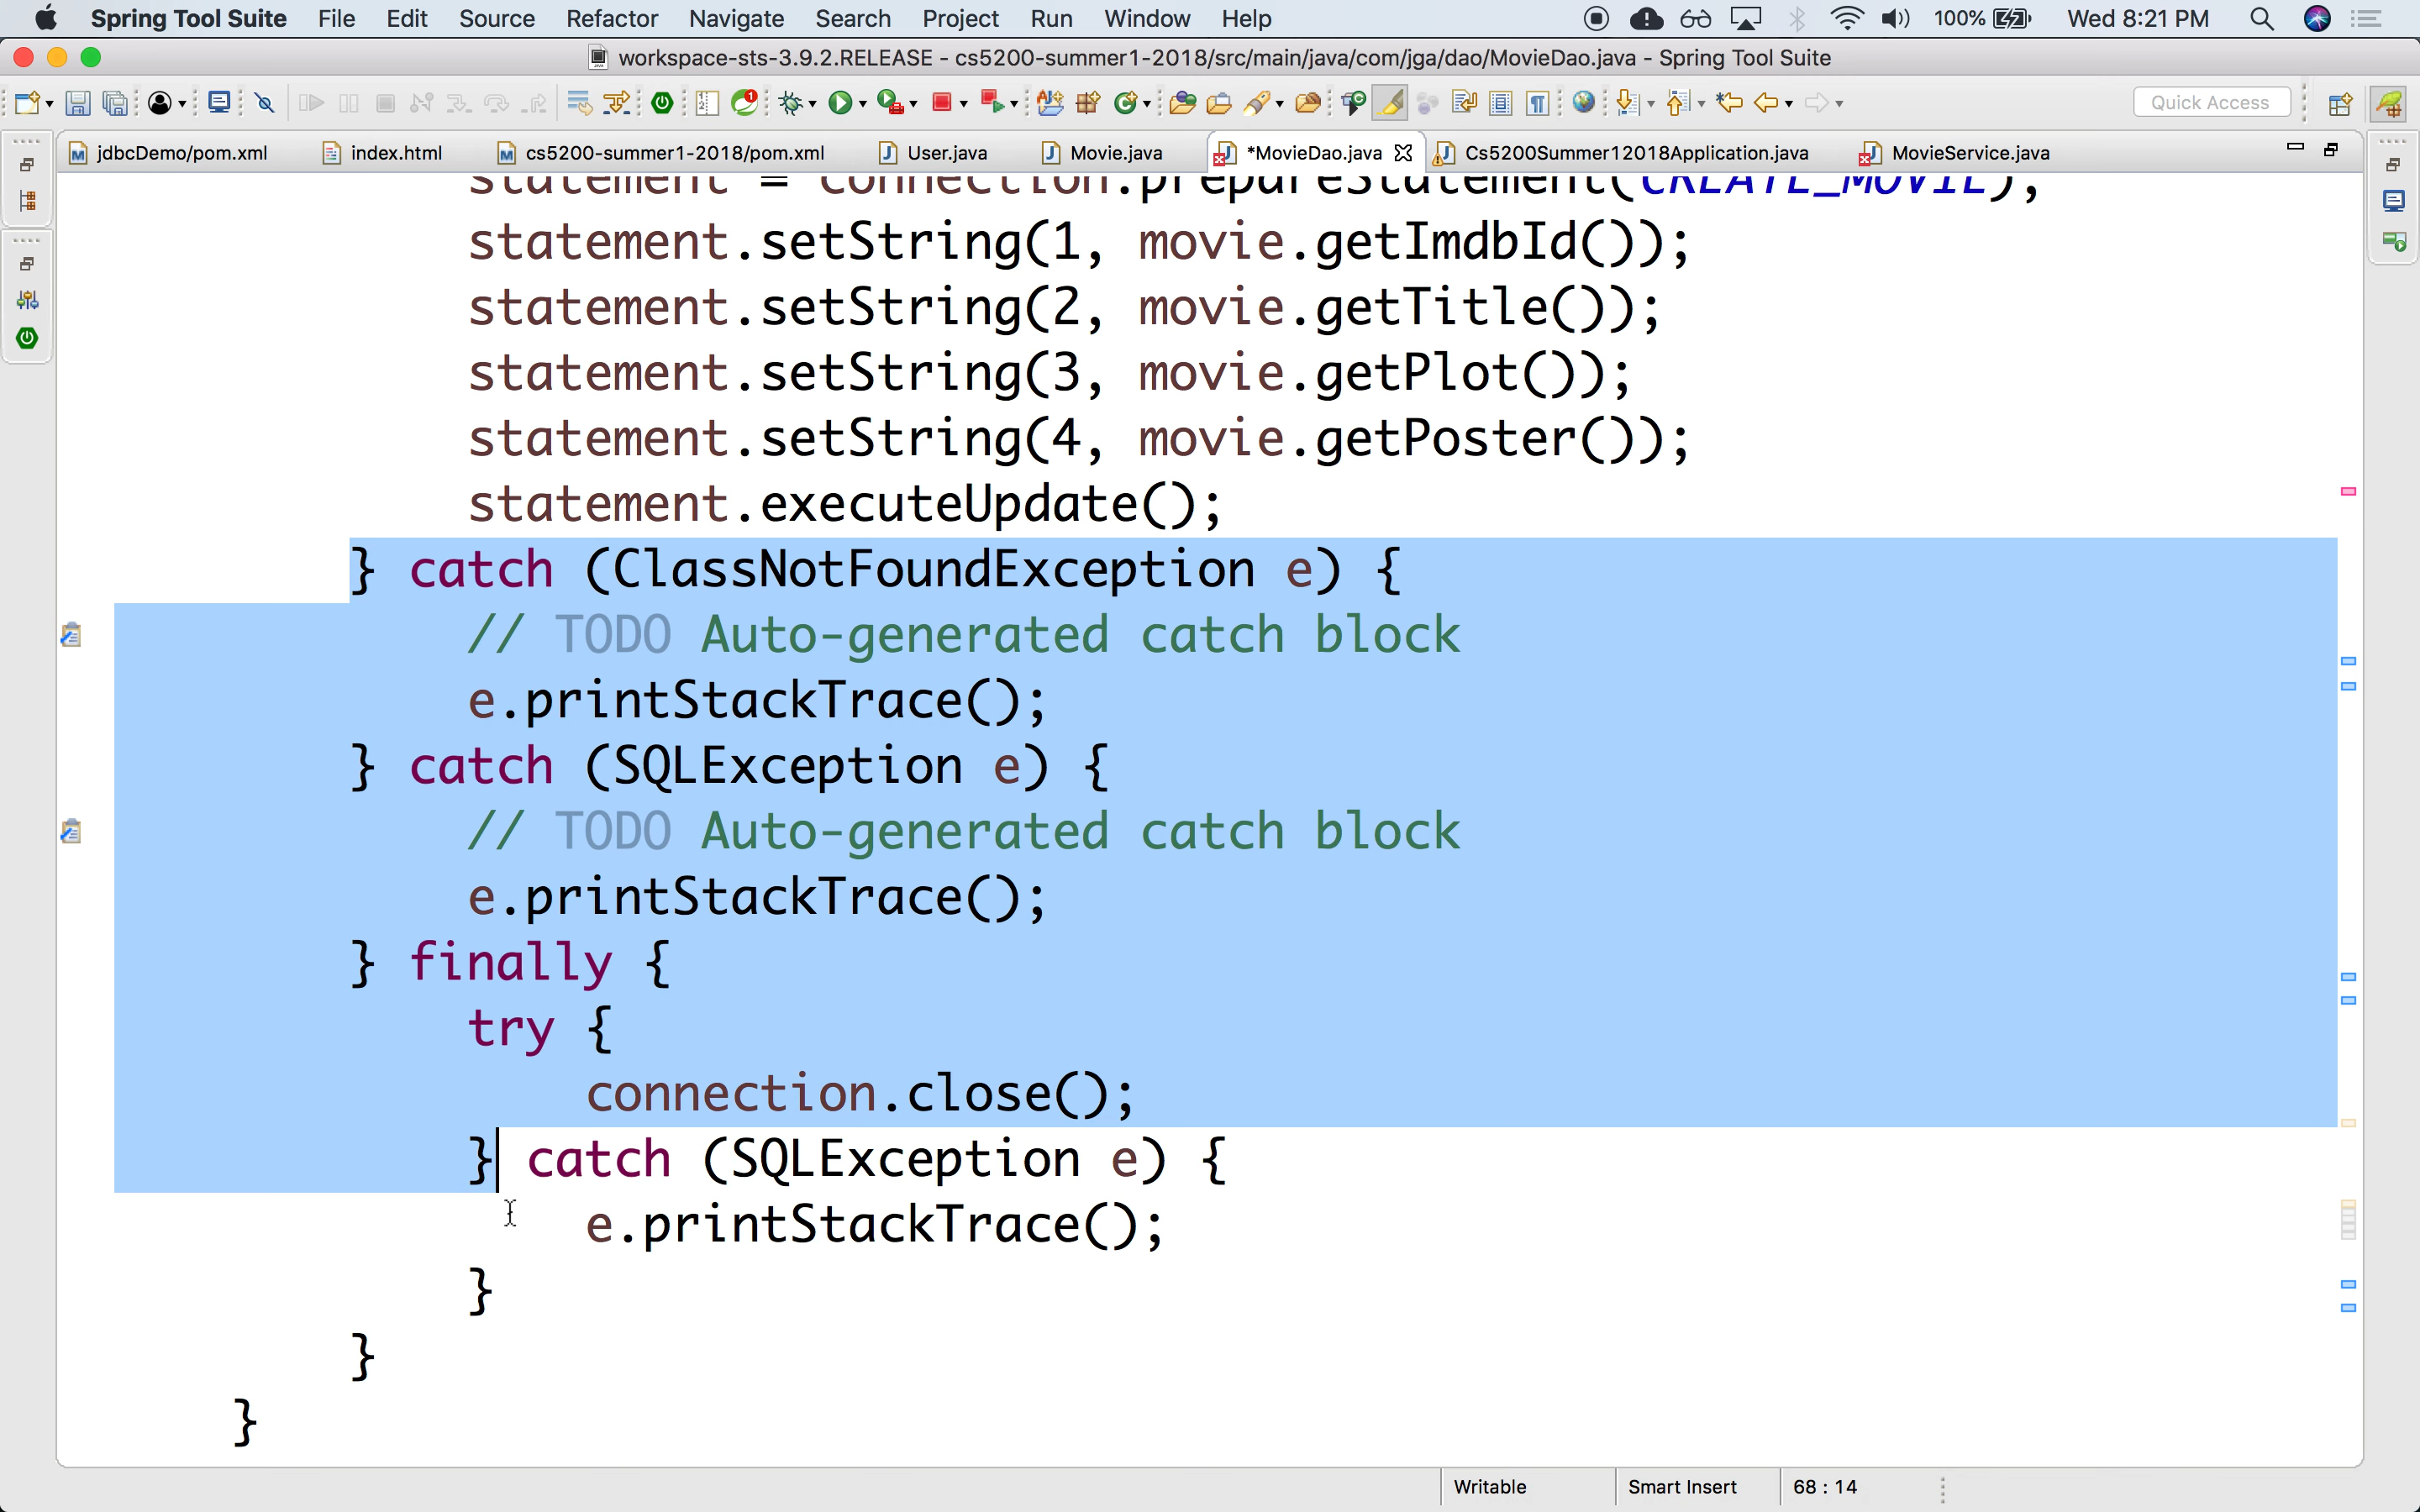 Spring Tool Suite File Edit Source Refactor Navigate Search Project Run Window Help 100% Wed 8:21 PM
workspace-sts-3.9.2.RELEASE - cs5200-summer1-2018/src/main/java/com/jga/dao/MovieDao.java - Spring Tool Suite
Quick Access
jdbcDemo/pom.xml index.html cs5200-summer1-2018/pom.xml User.java Movie.java *MovieDao.java Cs5200Summer12018Application.java MovieService.java
statement = connection.prepareStatement(CREATE_MOVIE);
statement.setString(1, movie.getImdbId());
statement.setString(2, movie.getTitle());
statement.setString(3, movie.getPlot());
statement.setString(4, movie.getPoster());
statement.executeUpdate();
} catch (ClassNotFoundException e) {
// TODO Auto-generated catch block
e.printStackTrace();
} catch (SQLException e) {
// TODO Auto-generated catch block
e.printStackTrace();
} finally {
try {
connection.close();
} catch (SQLException e) {
e.printStackTrace();
}
}
}
Writable Smart Insert 68 : 14